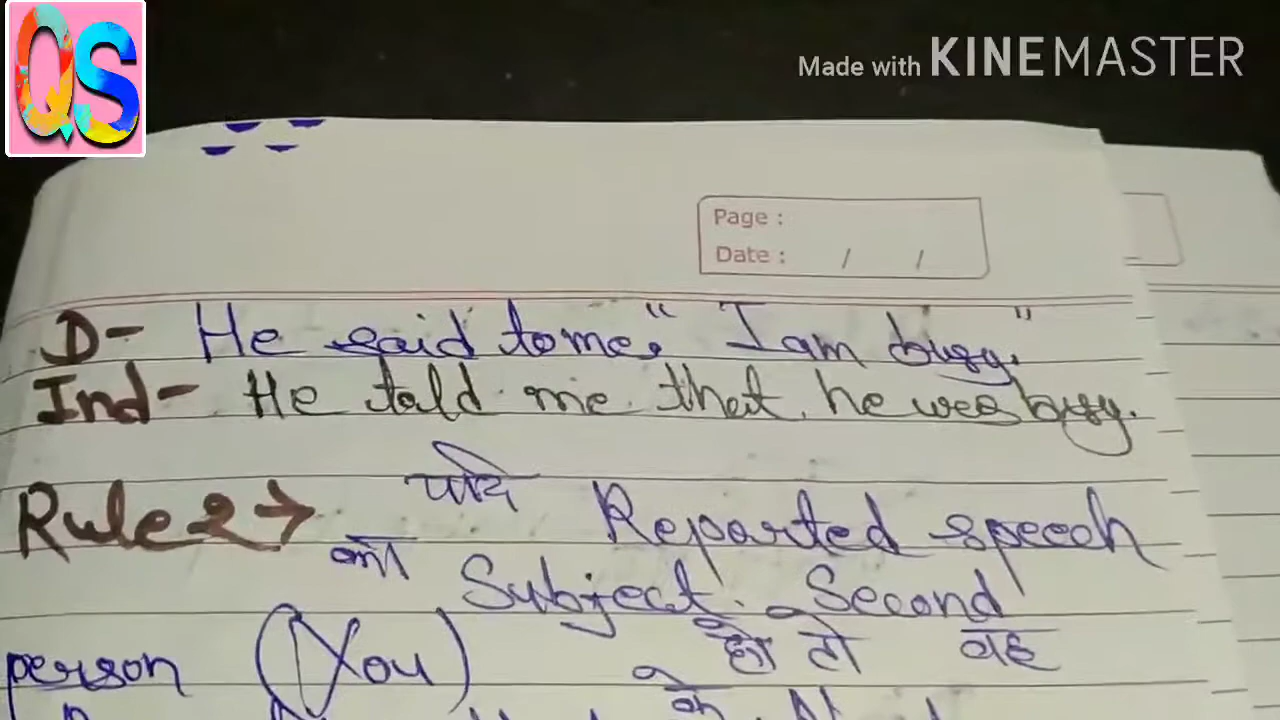 QS
Made with KINEMASTER
Page :
Date : / /
D- He said to me, " I am busy."
Ind- He told me that he was busy.
Rule 2→ यदि Reported speech
का Subject Second
person (You) हो तो वह
के